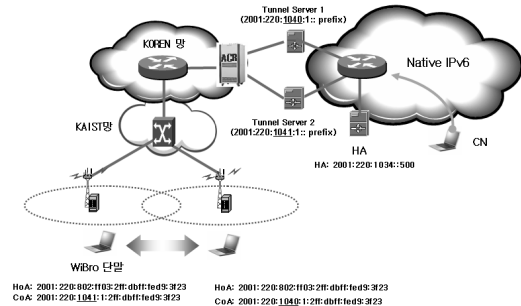 Tunnel Server 1
(2001:220:1040:1:: prefix)
KOREN 망
ACR
Native IPv6
Tunnel Server 2
(2001:220:1041:1:: prefix)
KAIST망
HA
CN
HA: 2001:220:1034::500
WiBro 단말
HoA: 2001:220:802:ff03:2ff:dbff:fed9:3f23
CoA: 2001:220:1041:1:2ff:dbff:fed9:3f23
HoA: 2001:220:802:ff03:2ff:dbff:fed9:3f23
CoA: 2001:220:1040:1:2ff:dbff:fed9:3f23